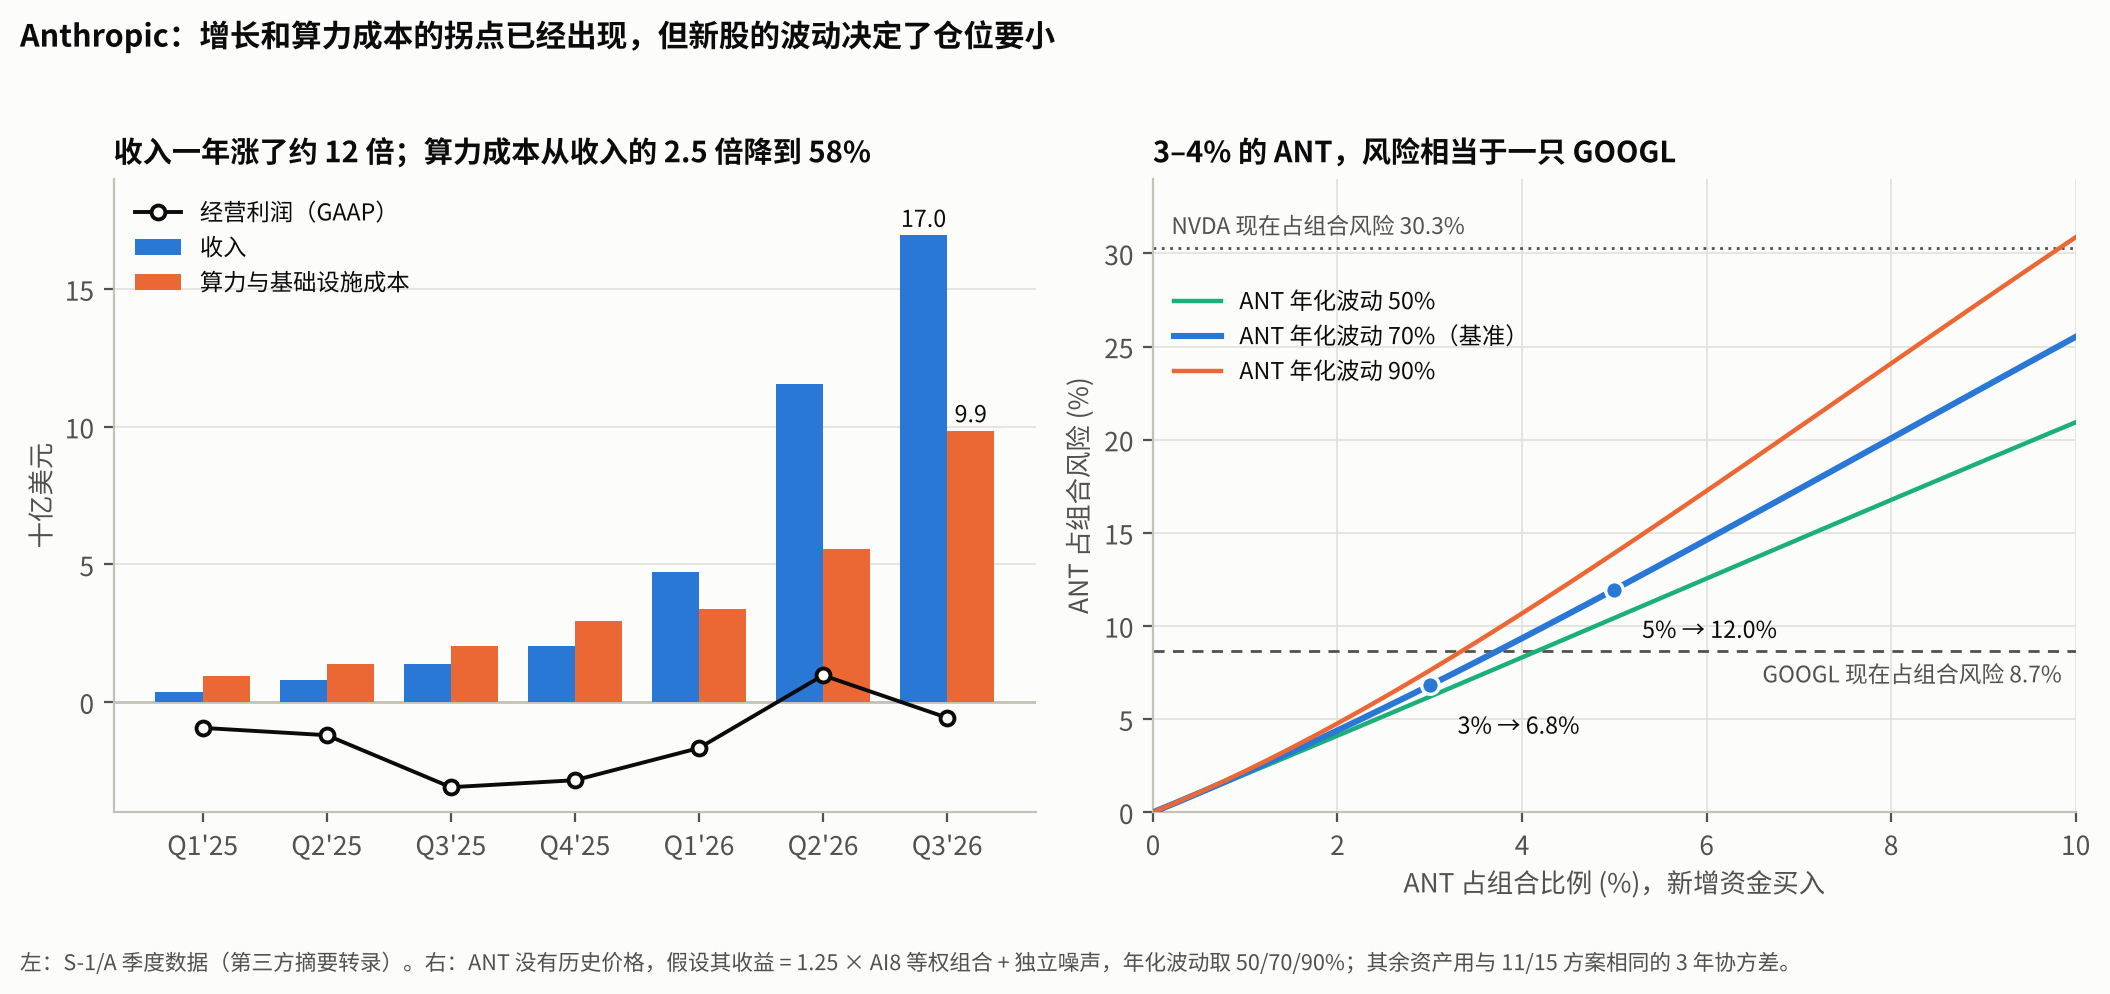 Anthropic：增长和算力成本的拐点已经出现，但新股的波动决定了仓位要小
收入一年涨了约 12 倍；算力成本从收入的 2.5 倍降到 58%
经营利润（GAAP）
收入
算力与基础设施成本
17.0
9.9
十亿美元
15
10
5
0
Q1'25
Q2'25
Q3'25
Q4'25
Q1'26
Q2'26
Q3'26
3–4% 的 ANT，风险相当于一只 GOOGL
NVDA 现在占组合风险 30.3%
ANT 年化波动 50%
ANT 年化波动 70%（基准）
ANT 年化波动 90%
5% → 12.0%
GOOGL 现在占组合风险 8.7%
3% → 6.8%
ANT 占组合风险 (%)
30
25
20
15
10
5
0
0
2
4
6
8
10
ANT 占组合比例 (%)，新增资金买入
左：S-1/A 季度数据（第三方摘要转录）。右：ANT 没有历史价格，假设其收益 = 1.25 × AI8 等权组合 + 独立噪声，年化波动取 50/70/90%；其余资产用与 11/15 方案相同的 3 年协方差。